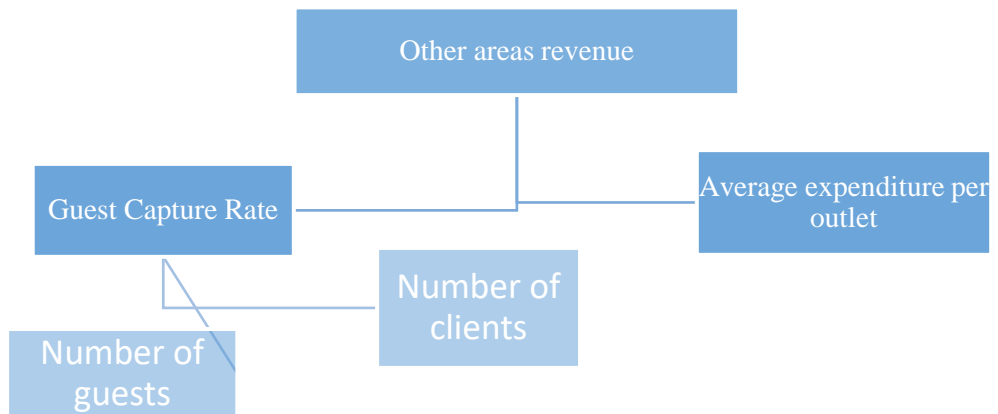 Other areas revenue
Guest Capture Rate
Average expenditure per
outlet
Number of
clients
Number of
guests